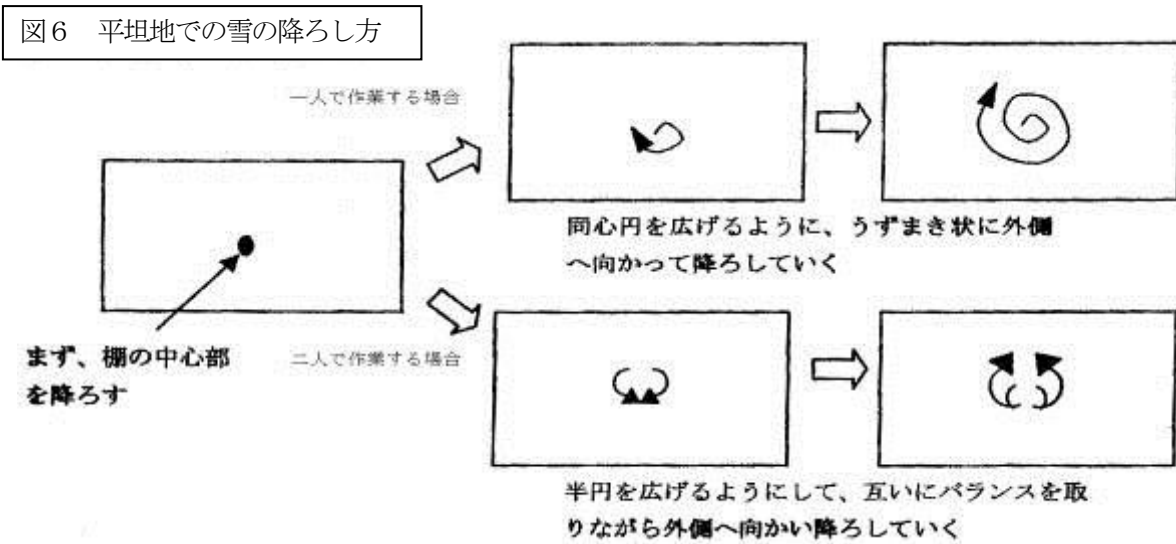 図6　平坦地での雪の降ろし方
一人で作業する場合
同心円を広げるように、うずまき状に外側
へ向かって降ろしていく
まず、棚の中心部
を降ろす
二人で作業する場合
半円を広げるようにして、互いにバランスを取
りながら外側へ向かい降ろしていく